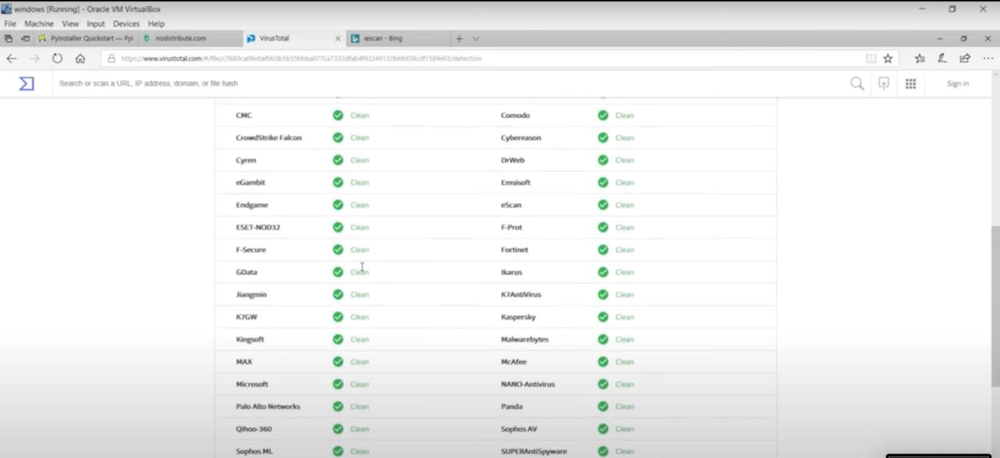 windows [Running] - Oracle VM VirtualBox
File Machine View Input Devices Help
PyInstaller Quickstart — PyI nodistribute.com VirusTotal iescan - Bing
https://www.virustotal.com/#/file/c7680ca09e8afbb3b5b55bbba077ca7332dfab4f92249132b69d39cdf1589e03/detection
Search or scan a URL, IP address, domain, or file hash Sign in
CMC Clean Comodo Clean
CrowdStrike Falcon Clean Cybereason Clean
Cyren Clean DrWeb Clean
eGambit Clean Emsisoft Clean
Endgame Clean eScan Clean
ESET-NOD32 Clean F-Prot Clean
F-Secure Clean Fortinet Clean
GData Clean Ikarus Clean
Jiangmin Clean K7AntiVirus Clean
K7GW Clean Kaspersky Clean
Kingsoft Clean Malwarebytes Clean
MAX Clean McAfee Clean
Microsoft Clean NANO-Antivirus Clean
Palo Alto Networks Clean Panda Clean
Qihoo-360 Clean Sophos AV Clean
Sophos ML Clean SUPERAntiSpyware Clean